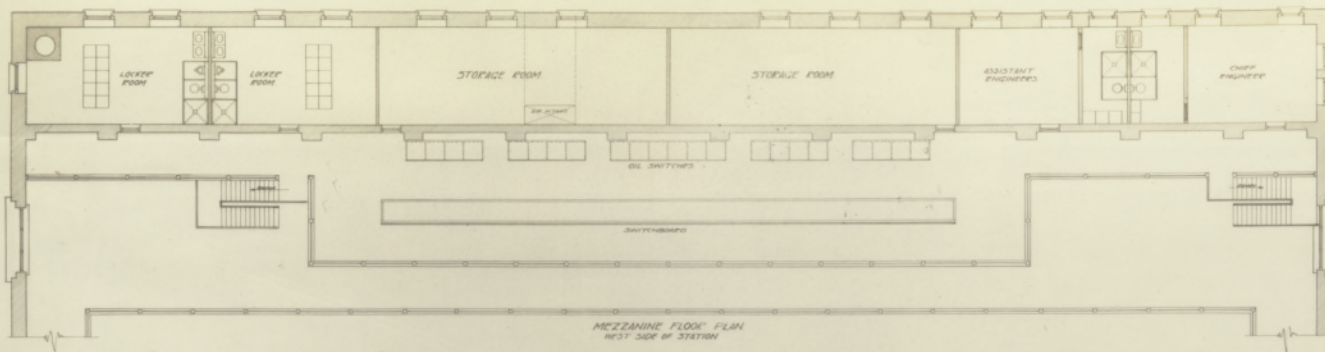 LOCKER
ROOM
LOCKER
ROOM
STORAGE ROOM
STORAGE ROOM
ASSISTANT
ENGINEERS
CHIEF
ENGINEER
OIL SWITCHES
SWITCHBOARD
MEZZANINE FLOOR PLAN
WEST SIDE OF STATION